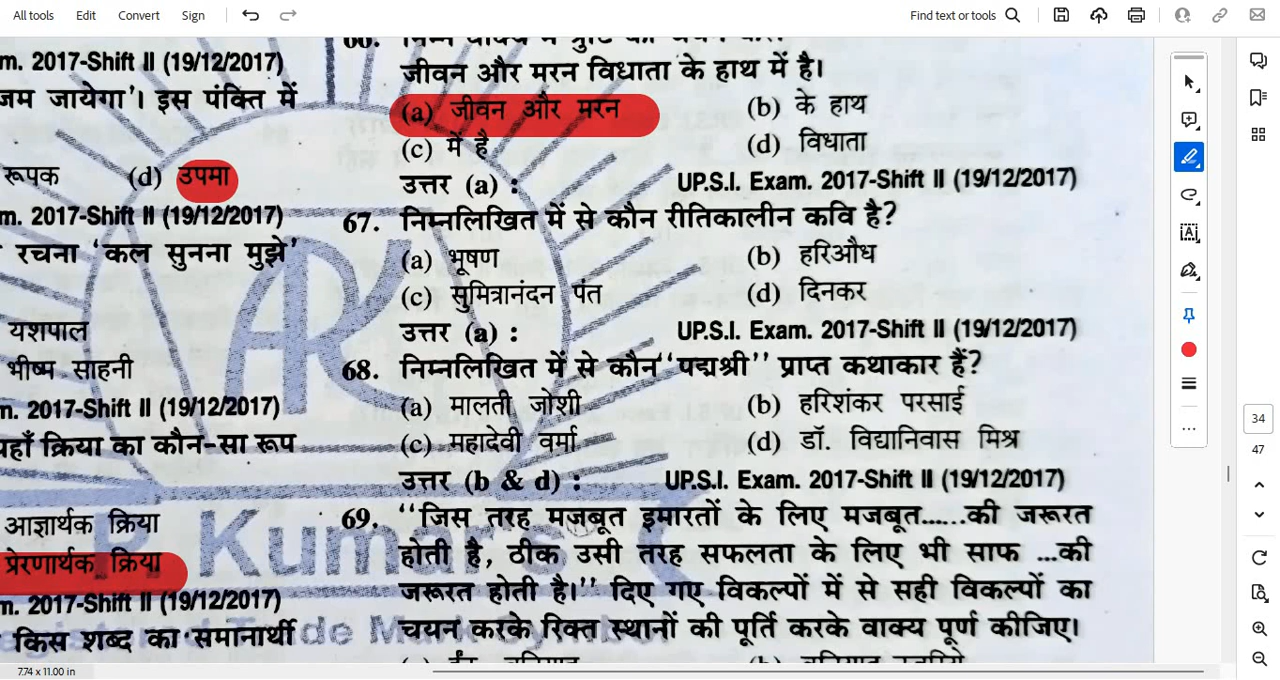 All tools Edit Convert Sign Find text or tools
m. 2017-Shift II (19/12/2017)
जम जायेगा'। इस पंक्ति में
रूपक (d) उपमा
m. 2017-Shift II (19/12/2017)
रचना 'कल सुनना मुझे'
यशपाल
भीष्म साहनी
n. 2017-Shift II (19/12/2017)
यहाँ क्रिया का कौन-सा रूप
आज्ञार्थक क्रिया
प्रेरणार्थक क्रिया
m. 2017-Shift II (19/12/2017)
किस शब्द का समानार्थी
66.
जीवन और मरन विधाता के हाथ में है।
(a) जीवन और मरन (b) के हाथ
(c) में है (d) विधाता
उत्तर (a) : U.P.S.I. Exam. 2017-Shift II (19/12/2017)
67. निम्नलिखित में से कौन रीतिकालीन कवि है?
(a) भूषण (b) हरिऔध
(c) सुमित्रानंदन पंत (d) दिनकर
उत्तर (a) : U.P.S.I. Exam. 2017-Shift II (19/12/2017)
68. निम्नलिखित में से कौन ''पद्मश्री'' प्राप्त कथाकार हैं?
(a) मालती जोशी (b) हरिशंकर परसाई
(c) महादेवी वर्मा (d) डॉ. विद्यानिवास मिश्र
उत्तर (b & d) : U.P.S.I. Exam. 2017-Shift II (19/12/2017)
69. ''जिस तरह मजबूत इमारतों के लिए मजबूत......की जरूरत
होती है, ठीक उसी तरह सफलता के लिए भी साफ ...की
जरूरत होती है।'' दिए गए विकल्पों में से सही विकल्पों का
चयन करके रिक्त स्थानों की पूर्ति करके वाक्य पूर्ण कीजिए।
AR
Kumar's
Trade Mark
34
47
7.74 x 11.00 in